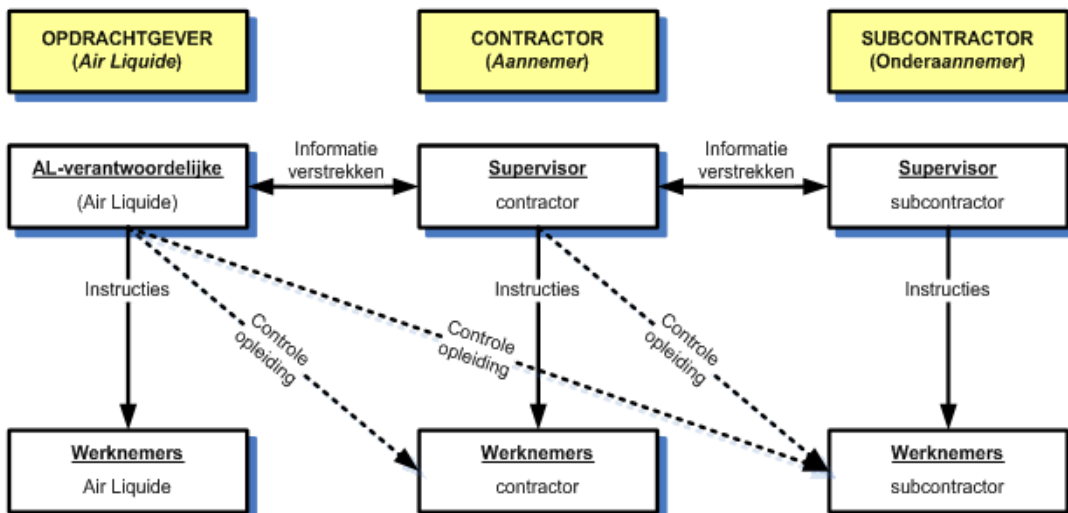 OPDRACHTGEVER
(Air Liquide)
CONTRACTOR
(Aannemer)
SUBCONTRACTOR
(Onderaannemer)
AL-verantwoordelijke
(Air Liquide)
Informatie
verstrekken
Supervisor
contractor
Informatie
verstrekken
Supervisor
subcontractor
Instructies
Instructies
Instructies
Controle
opleiding
Controle
opleiding
Controle
opleiding
Werknemers
Air Liquide
Werknemers
contractor
Werknemers
subcontractor